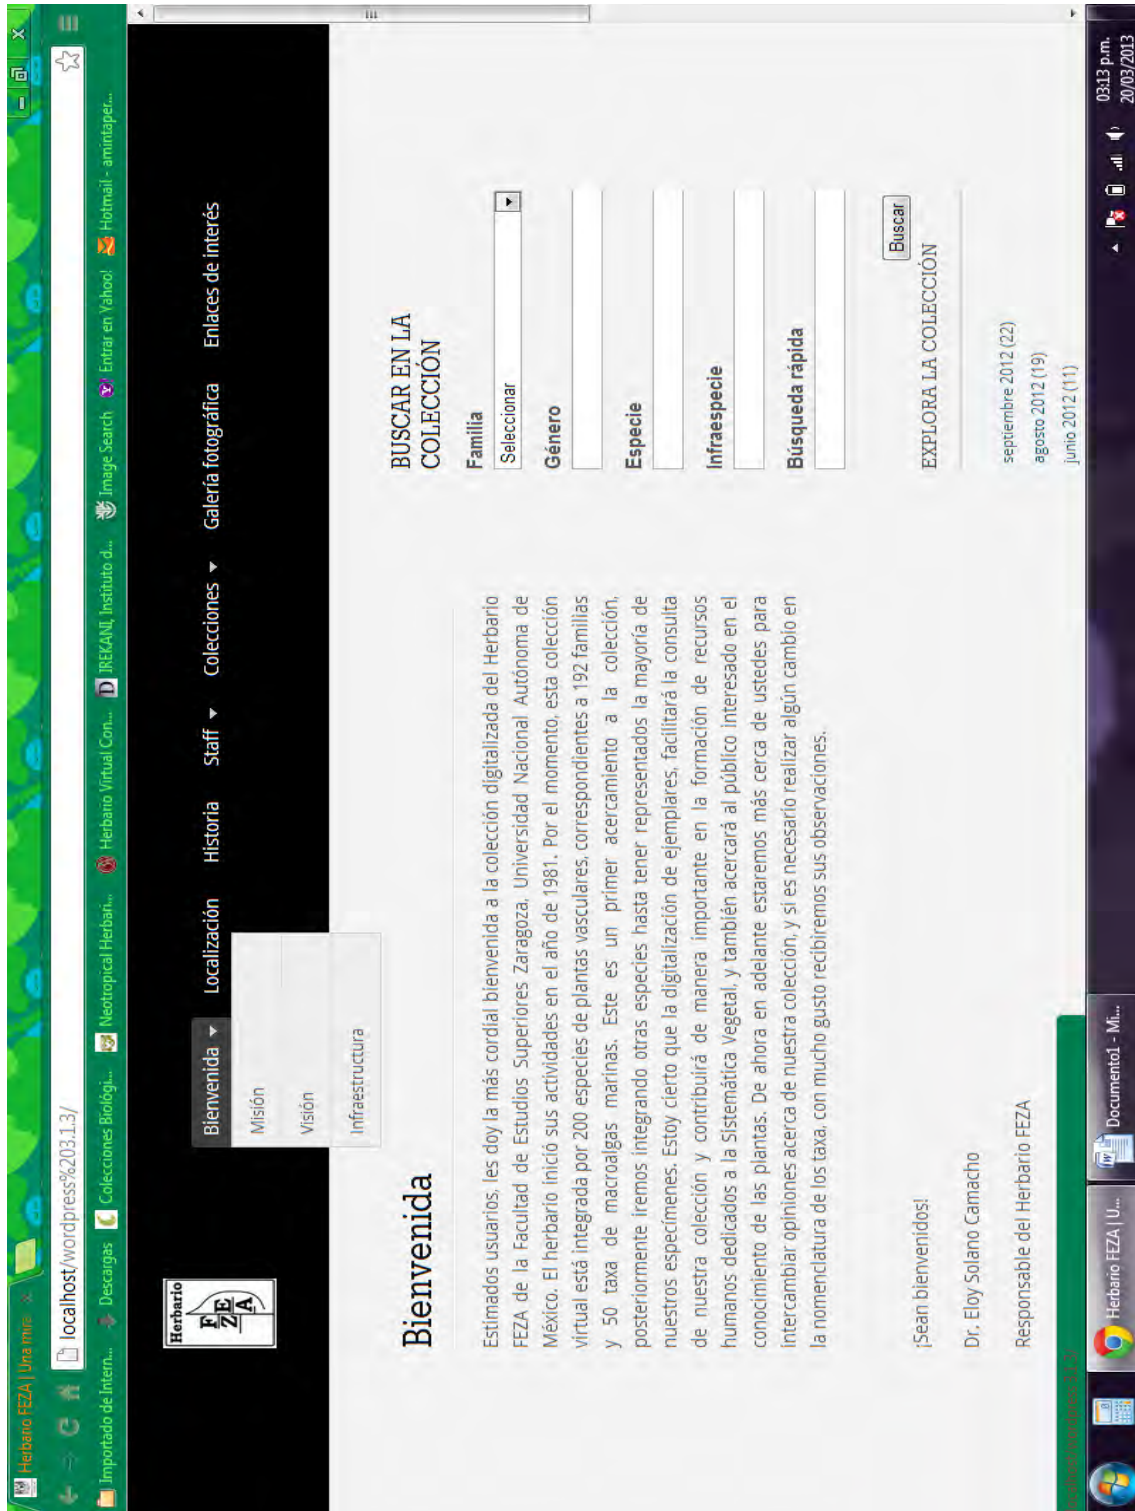 Herbario FEZA | Una mira
localhost/wordpress%203.1.3/
Importado de Intern...
Descargas
Colecciones Biológi...
Neotropical Herbari...
Herbario Virtual Con...
IREKANI, Instituto d...
Image Search
Entrar en Yahoo!
Hotmail - amintaper...
Herbario
FEZA
Bienvenida
Localización
Historia
Staff
Colecciones
Galería fotográfica
Enlaces de interés
Misión
Visión
Infraestructura
Bienvenida
Estimados usuarios, les doy la más cordial bienvenida a la colección digitalizada del Herbario
FEZA de la Facultad de Estudios Superiores Zaragoza, Universidad Nacional Autónoma de
México. El herbario inició sus actividades en el año de 1981. Por el momento, esta colección
virtual está integrada por 200 especies de plantas vasculares, correspondientes a 192 familias
y 50 taxa de macroalgas marinas. Este es un primer acercamiento a la colección,
posteriormente iremos integrando otras especies hasta tener representados la mayoría de
nuestros especímenes. Estoy cierto que la digitalización de ejemplares, facilitará la consulta
de nuestra colección y contribuirá de manera importante en la formación de recursos
humanos dedicados a la Sistemática Vegetal, y también acercará al público interesado en el
conocimiento de las plantas. De ahora en adelante estaremos más cerca de ustedes para
intercambiar opiniones acerca de nuestra colección, y si es necesario realizar algún cambio en
la nomenclatura de los taxa, con mucho gusto recibiremos sus observaciones.
¡Sean bienvenidos!
Dr. Eloy Solano Camacho
Responsable del Herbario FEZA
BUSCAR EN LA
COLECCIÓN
Familia
Seleccionar
Género
Especie
Infraespecie
Búsqueda rápida
Buscar
EXPLORA LA COLECCIÓN
septiembre 2012 (22)
agosto 2012 (19)
junio 2012 (11)
Herbario FEZA | U...
Documento1 - Mi...
03:13 p.m.
20/03/2013